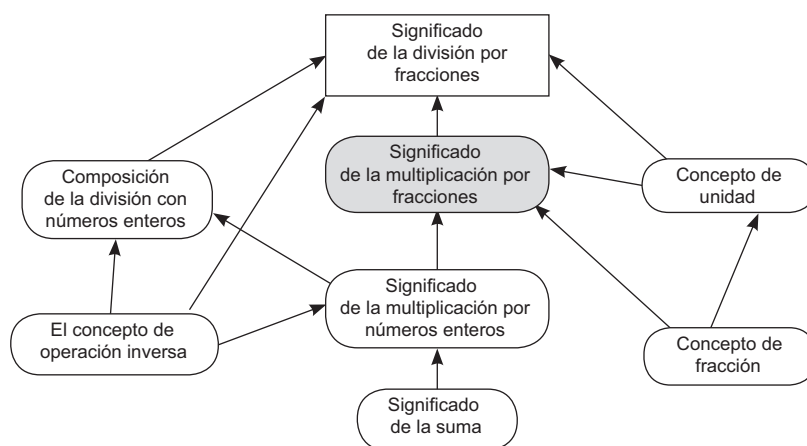 Significado
de la división por
fracciones
Significado
de la multiplicación por
fracciones
Composición
de la división con
números enteros
Concepto de
unidad
Significado
de la multiplicación por
números enteros
El concepto de
operación inversa
Concepto de
fracción
Significado
de la suma